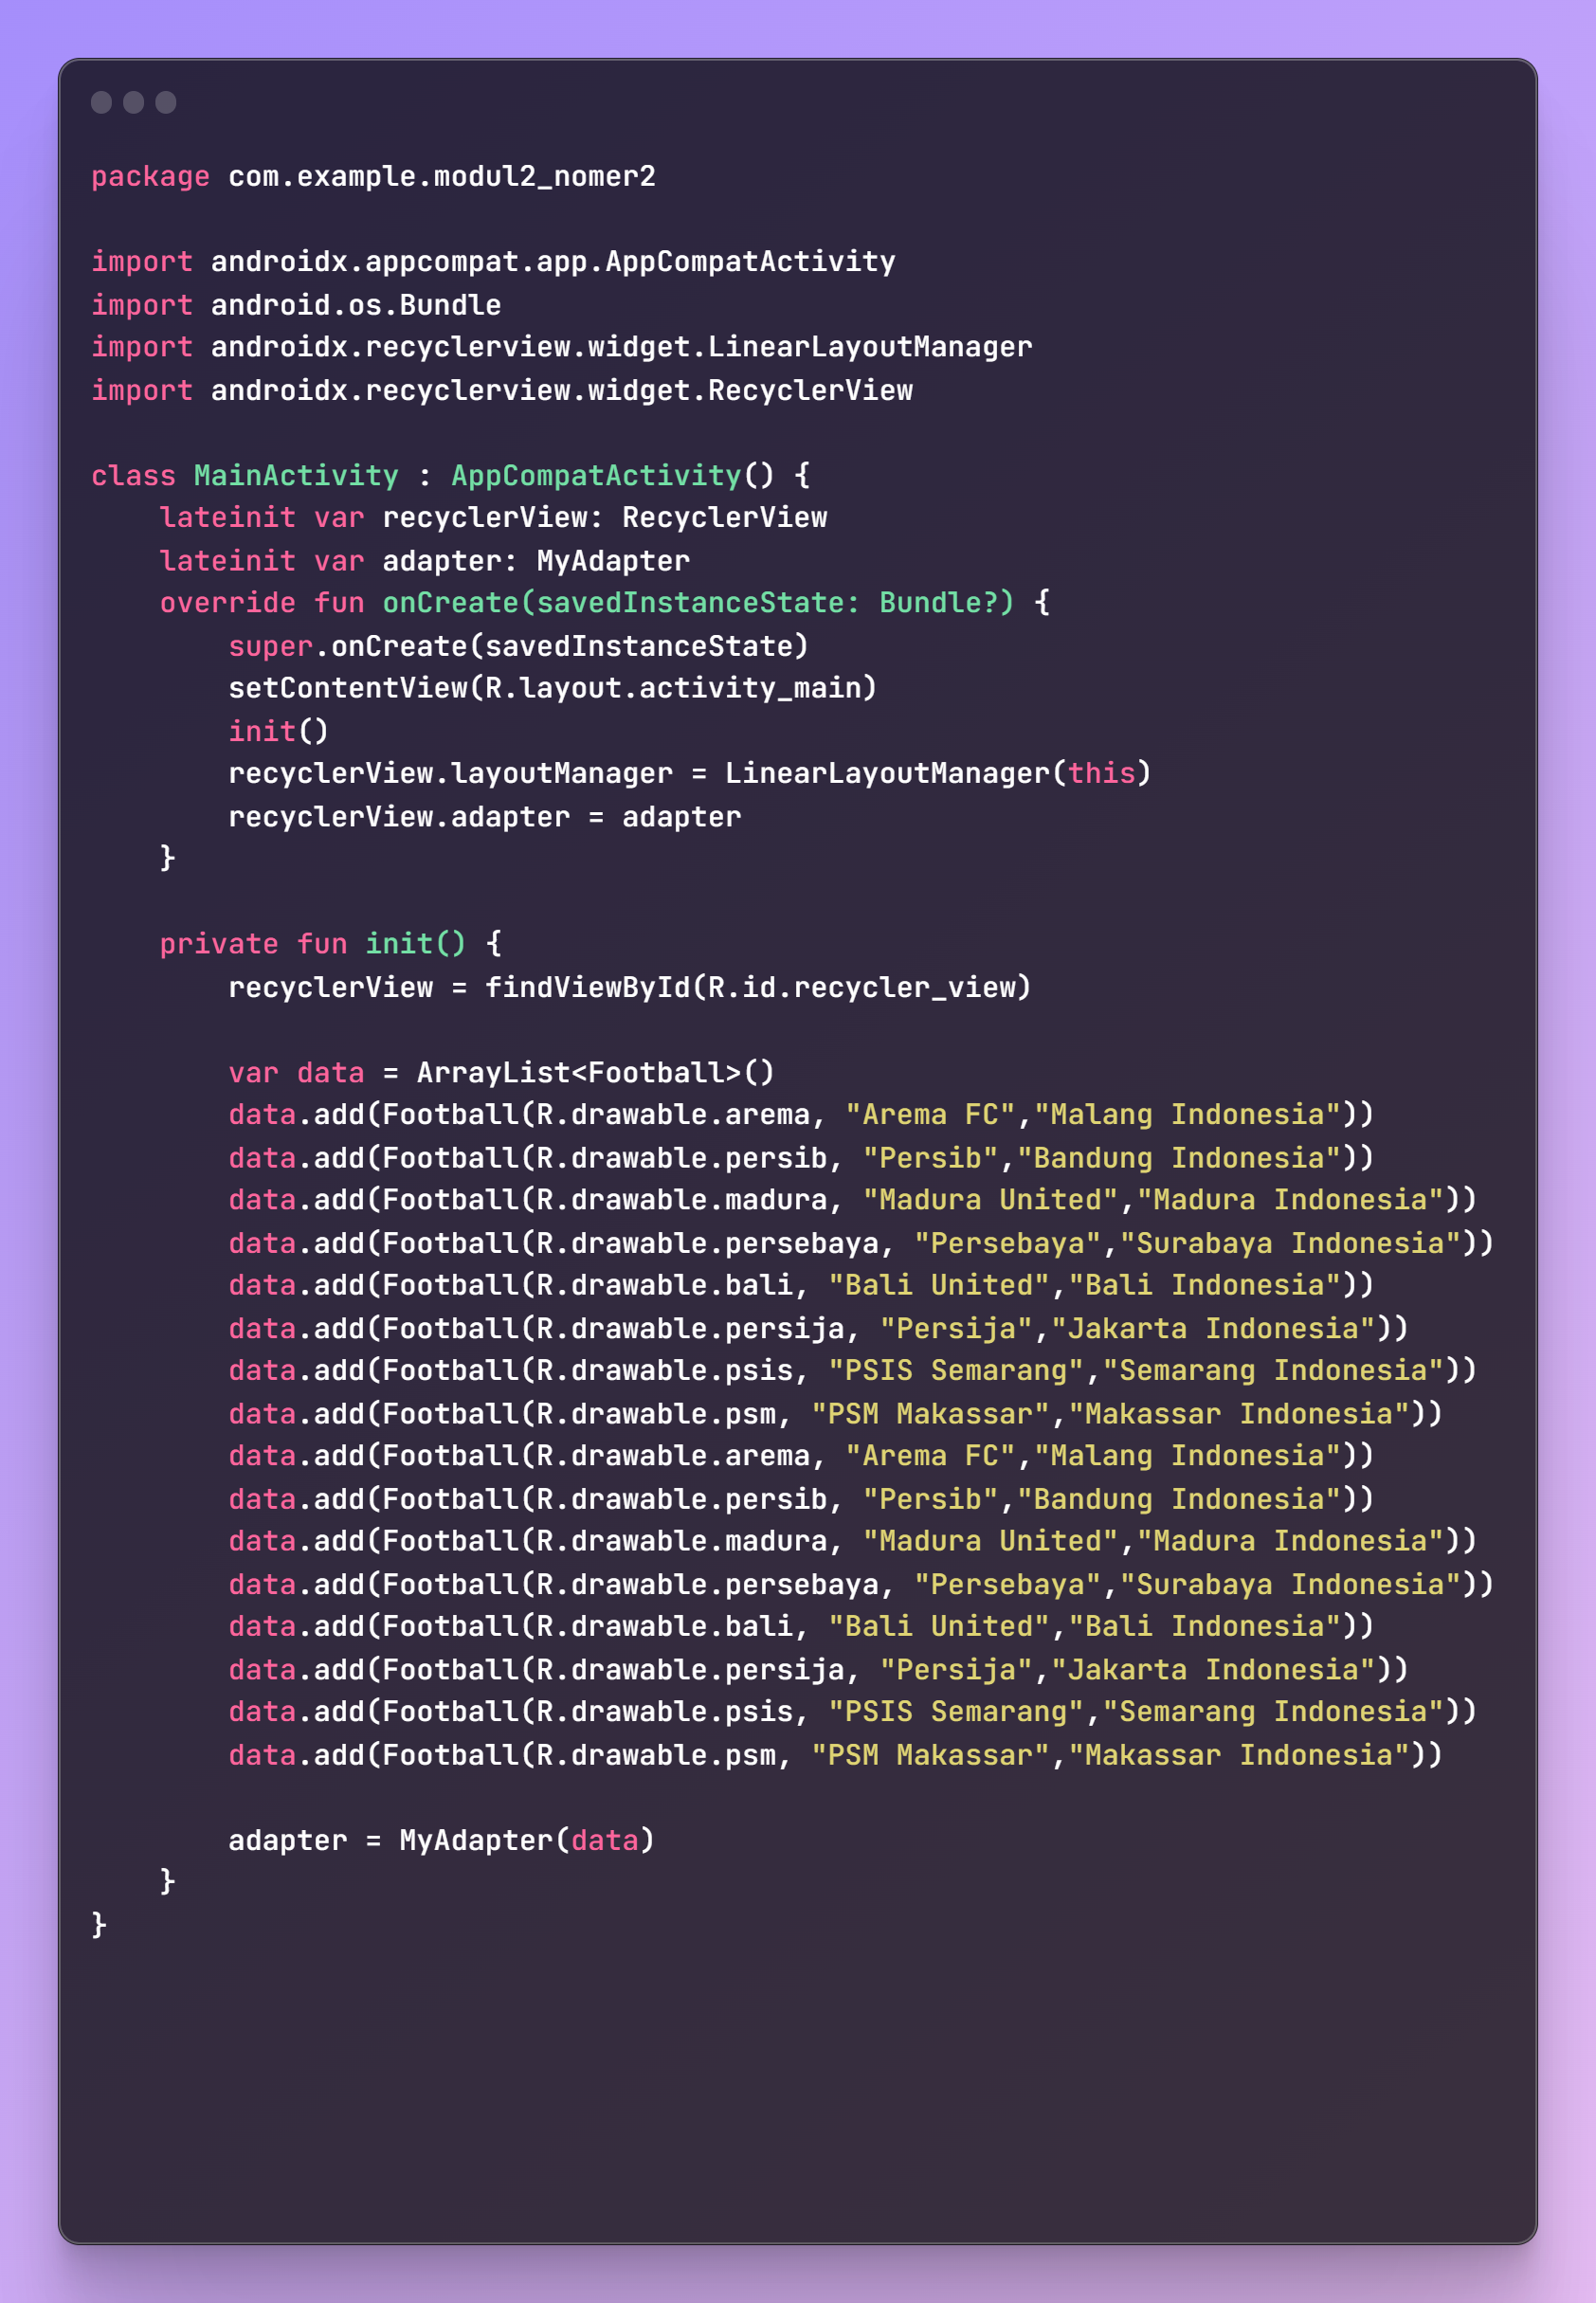 package com.example.modul2_nomer2

import androidx.appcompat.app.AppCompatActivity
import android.os.Bundle
import androidx.recyclerview.widget.LinearLayoutManager
import androidx.recyclerview.widget.RecyclerView

class MainActivity : AppCompatActivity() {
    lateinit var recyclerView: RecyclerView
    lateinit var adapter: MyAdapter
    override fun onCreate(savedInstanceState: Bundle?) {
        super.onCreate(savedInstanceState)
        setContentView(R.layout.activity_main)
        init()
        recyclerView.layoutManager = LinearLayoutManager(this)
        recyclerView.adapter = adapter
    }

    private fun init() {
        recyclerView = findViewById(R.id.recycler_view)

        var data = ArrayList<Football>()
        data.add(Football(R.drawable.arema, "Arema FC","Malang Indonesia"))
        data.add(Football(R.drawable.persib, "Persib","Bandung Indonesia"))
        data.add(Football(R.drawable.madura, "Madura United","Madura Indonesia"))
        data.add(Football(R.drawable.persebaya, "Persebaya","Surabaya Indonesia"))
        data.add(Football(R.drawable.bali, "Bali United","Bali Indonesia"))
        data.add(Football(R.drawable.persija, "Persija","Jakarta Indonesia"))
        data.add(Football(R.drawable.psis, "PSIS Semarang","Semarang Indonesia"))
        data.add(Football(R.drawable.psm, "PSM Makassar","Makassar Indonesia"))
        data.add(Football(R.drawable.arema, "Arema FC","Malang Indonesia"))
        data.add(Football(R.drawable.persib, "Persib","Bandung Indonesia"))
        data.add(Football(R.drawable.madura, "Madura United","Madura Indonesia"))
        data.add(Football(R.drawable.persebaya, "Persebaya","Surabaya Indonesia"))
        data.add(Football(R.drawable.bali, "Bali United","Bali Indonesia"))
        data.add(Football(R.drawable.persija, "Persija","Jakarta Indonesia"))
        data.add(Football(R.drawable.psis, "PSIS Semarang","Semarang Indonesia"))
        data.add(Football(R.drawable.psm, "PSM Makassar","Makassar Indonesia"))

        adapter = MyAdapter(data)
    }
}